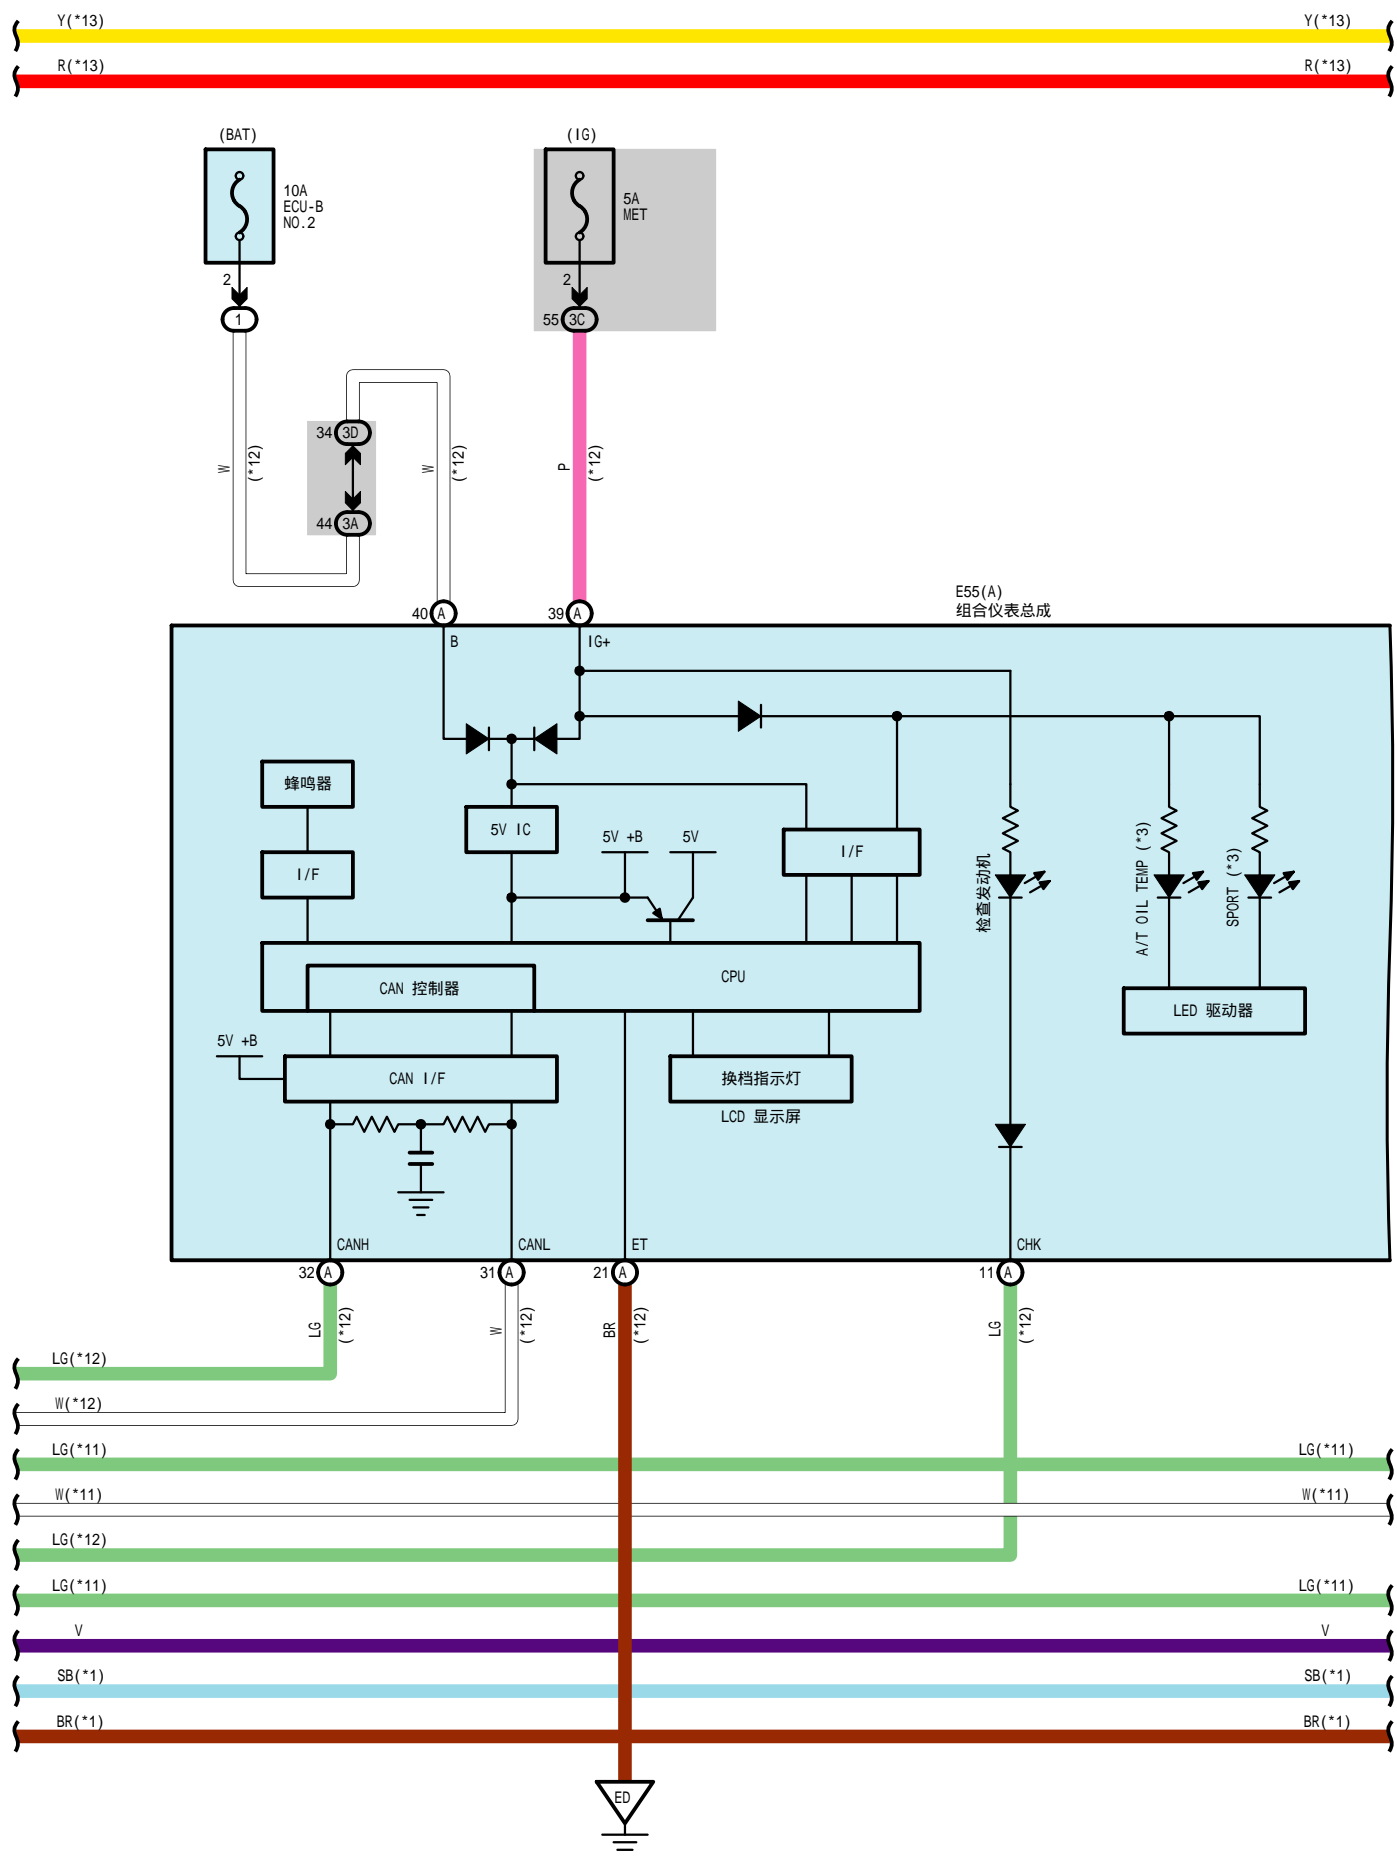 Y(*13) Y(*13)
R(*13) R(*13)
(BAT) (IG)
10A
ECU-B
NO.2
5A
MET
2 2
1 55 3C
34 3D
W (*12) W (*12) P (*12)
44 3A
E55(A)
组合仪表总成
40 A 39 A
B IG+
蜂鸣器
5V IC 5V +B 5V
I/F I/F
检查发动机 A/T OIL TEMP (*3) SPORT (*3)
CPU
CAN 控制器
LED 驱动器
5V +B
CAN I/F 换档指示灯
LCD 显示屏
CANH CANL ET CHK
32 A 31 A 21 A 11 A
LG (*12) W (*12) BR (*12) LG (*12)
LG(*12)
W(*12)
LG(*11) LG(*11)
W(*11) W(*11)
LG(*12)
LG(*11) LG(*11)
V V
SB(*1) SB(*1)
BR(*1) BR(*1)
ED